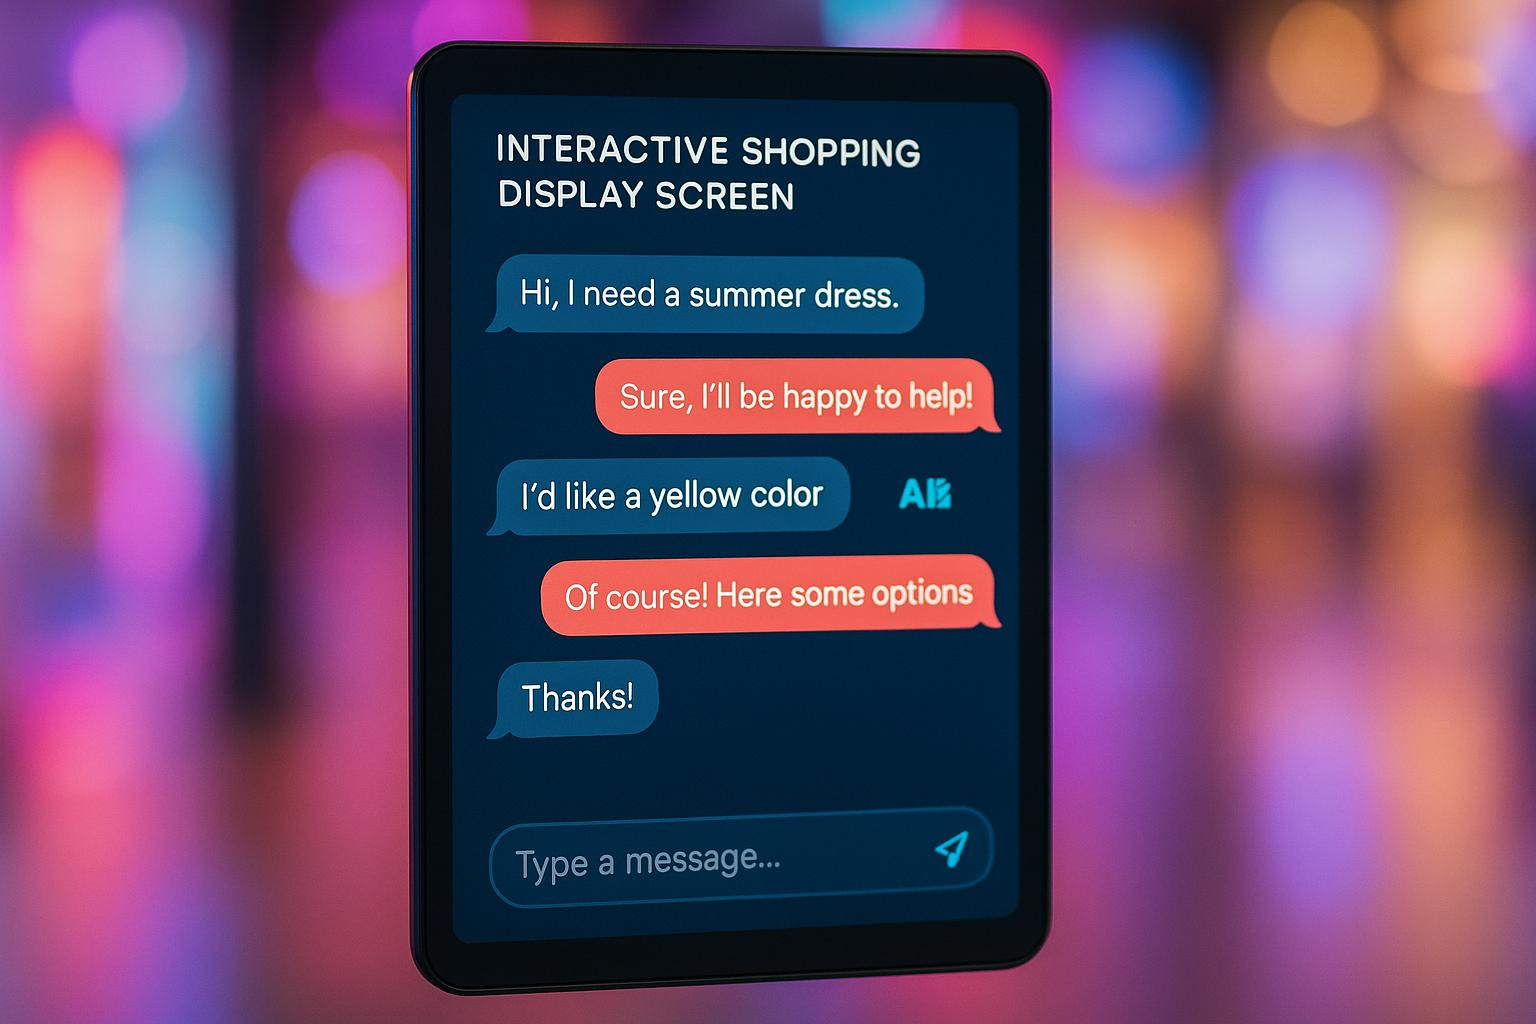 INTERACTIVE SHOPPING
DISPLAY SCREEN
Hi, I need a summer dress.
Sure, I’ll be happy to help!
I’d like a yellow color
Of course! Here some options
Thanks!
Type a message...